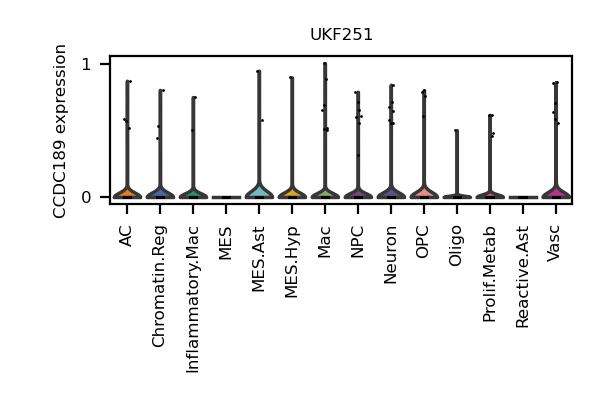 UKF251
CCDC189 expression
1
0
AC
Chromatin.Reg
Inflammatory.Mac
MES
MES.Ast
MES.Hyp
Mac
NPC
Neuron
OPC
Oligo
Prolif.Metab
Reactive.Ast
Vasc